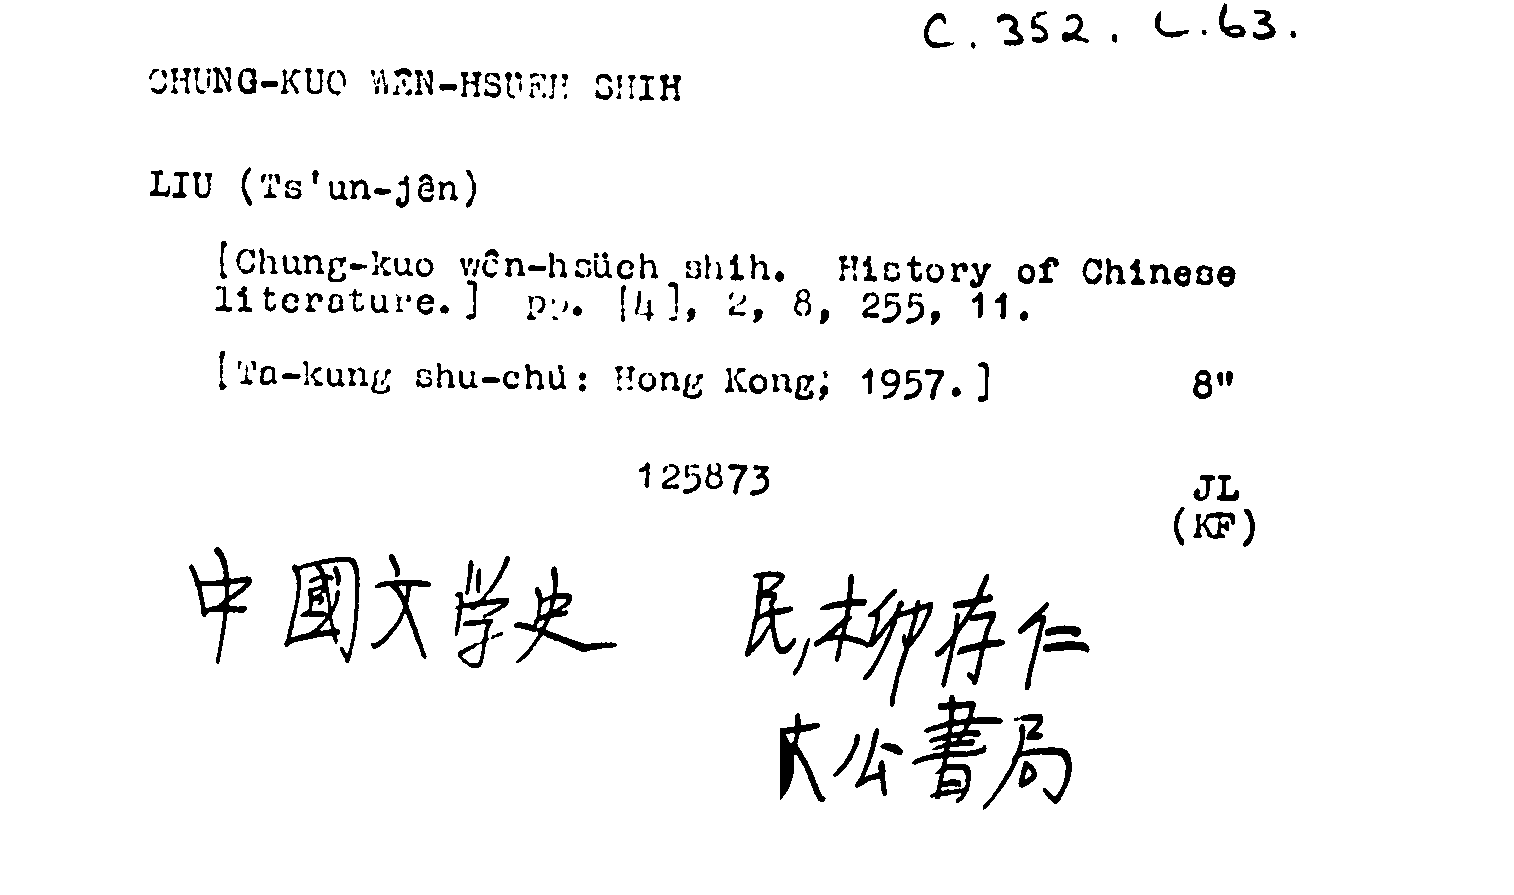 C.352.L.63.
CHUNG-KUO WÊN-HSÜEH SHIH
LIU (Ts'un-jên)
[Chung-kuo wên-hsüeh shih. History of Chinese
literature.] pp. [4], 2, 8, 255, 11.
[Ta-kung shu-chü: Hong Kong; 1957.] 8"
125873 JL
(KF)
中國文学史 民,柳存仁
大公書局